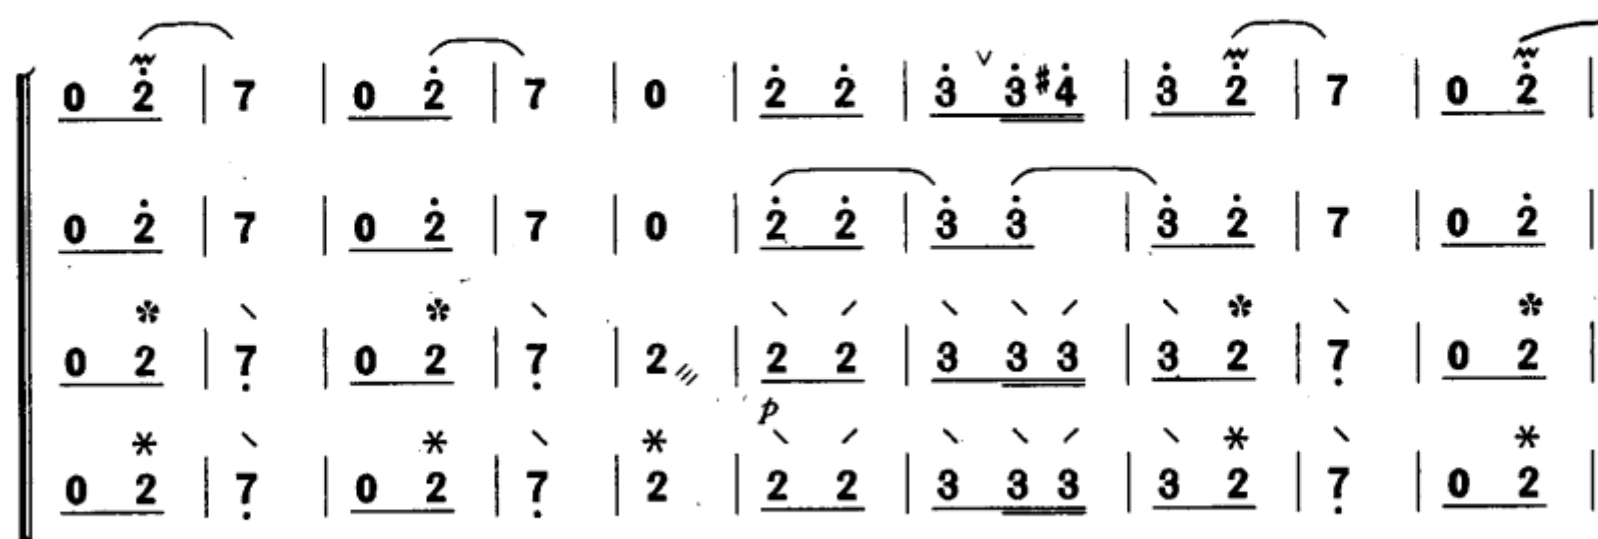 0 2̇ | 7 | 0 2̇ | 7 | 0 | 2̇ 2̇ | 3̇ ∨ 3̇ #4̇ | 3̇ 2̇ | 7 | 0 2̇ |
0 2̇ | 7 | 0 2̇ | 7 | 0 | 2̇ 2̇ | 3̇ 3̇ | 3̇ 2̇ | 7 | 0 2̇ |
0 2 | 7̣ | 0 2 | 7̣ | 2 /// | 2 2 | 3 3 3 | 3 2 | 7̣ | 0 2 |
p
0 2 | 7̣ | 0 2 | 7̣ | 2 | 2 2 | 3 3 3 | 3 2 | 7̣ | 0 2 |